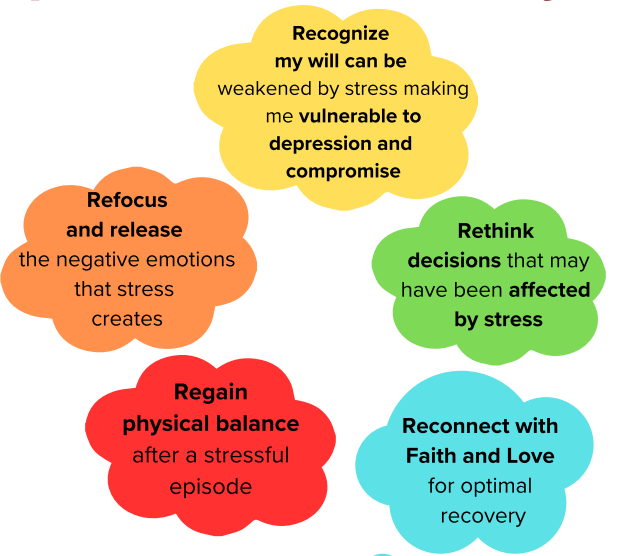 Recognize
my will can be
weakened by stress making
me vulnerable to
depression and
compromise
Refocus
and release
the negative emotions
that stress
creates
Rethink
decisions that may
have been affected
by stress
Regain
physical balance
after a stressful
episode
Reconnect with
Faith and Love
for optimal
recovery